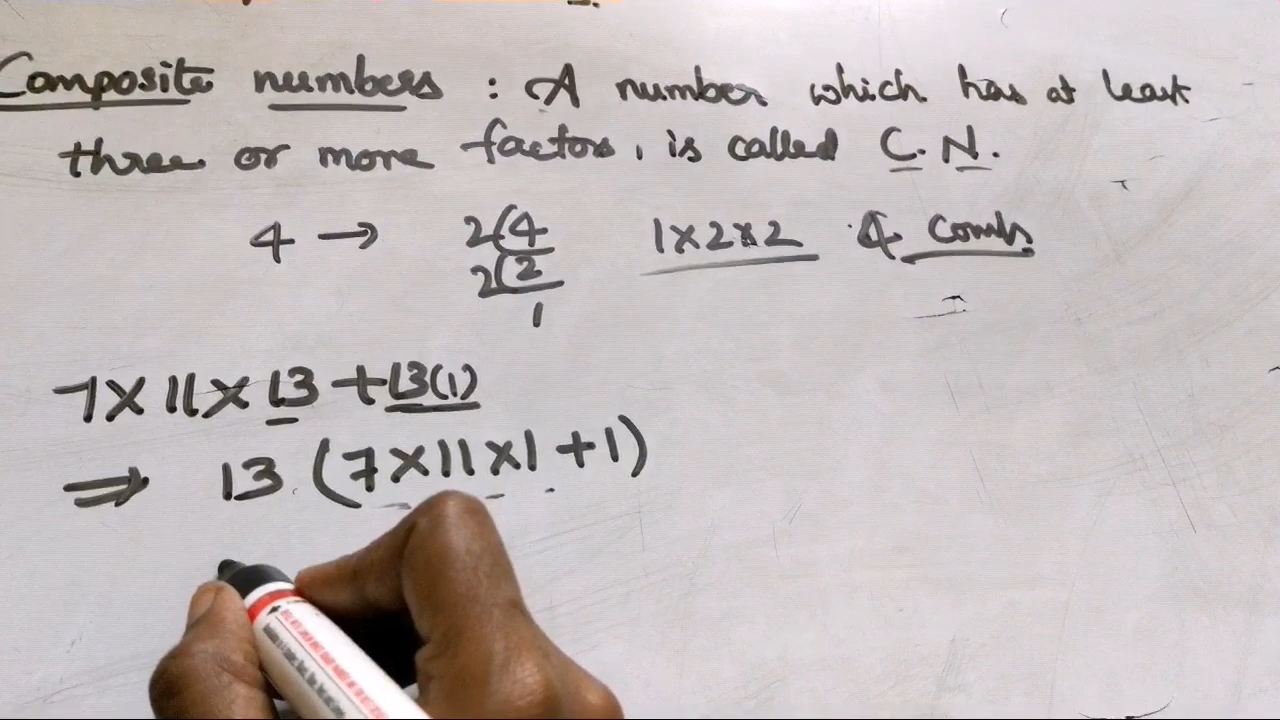 Composite numbers : A number which has at least
three or more factors, is called C.N.
4 → 2(4 1×2×2 4 Comb
2(2
1
7×11×13+13(1)
⇒ 13 (7×11×1+1)